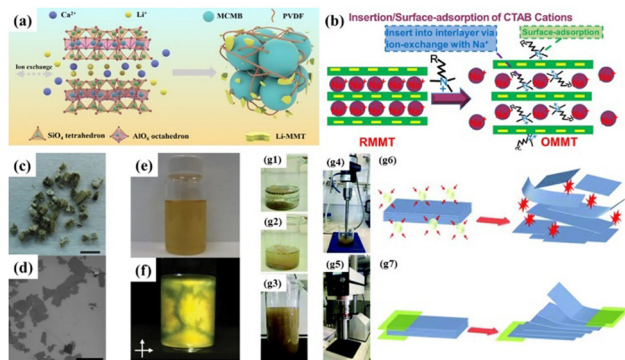 (a)
Ca²⁺
Li⁺
MCMB
PVDF
Ion exchange
SiO₄ tetrahedron
AlO₆ octahedron
Li-MMT
(b)
Insertion/Surface-adsorption of CTAB Cations
Insert into interlayer via
ion-exchange with Na⁺
Surface-adsorption
R
RMMT
OMMT
(c)
(d)
(e)
(f)
(g1)
(g2)
(g3)
(g4)
(g5)
(g6)
(g7)